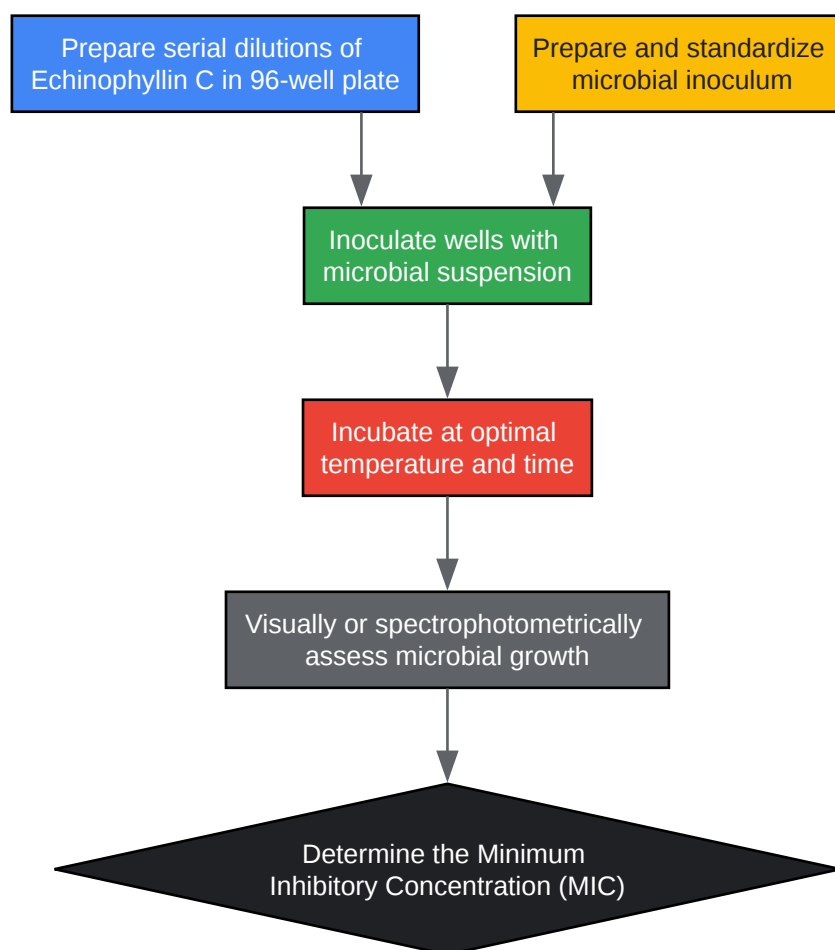 Prepare serial dilutions of
Echinophyllin C in 96-well plate
Prepare and standardize
microbial inoculum
Inoculate wells with
microbial suspension
Incubate at optimal
temperature and time
Visually or spectrophotometrically
assess microbial growth
Determine the Minimum
Inhibitory Concentration (MIC)